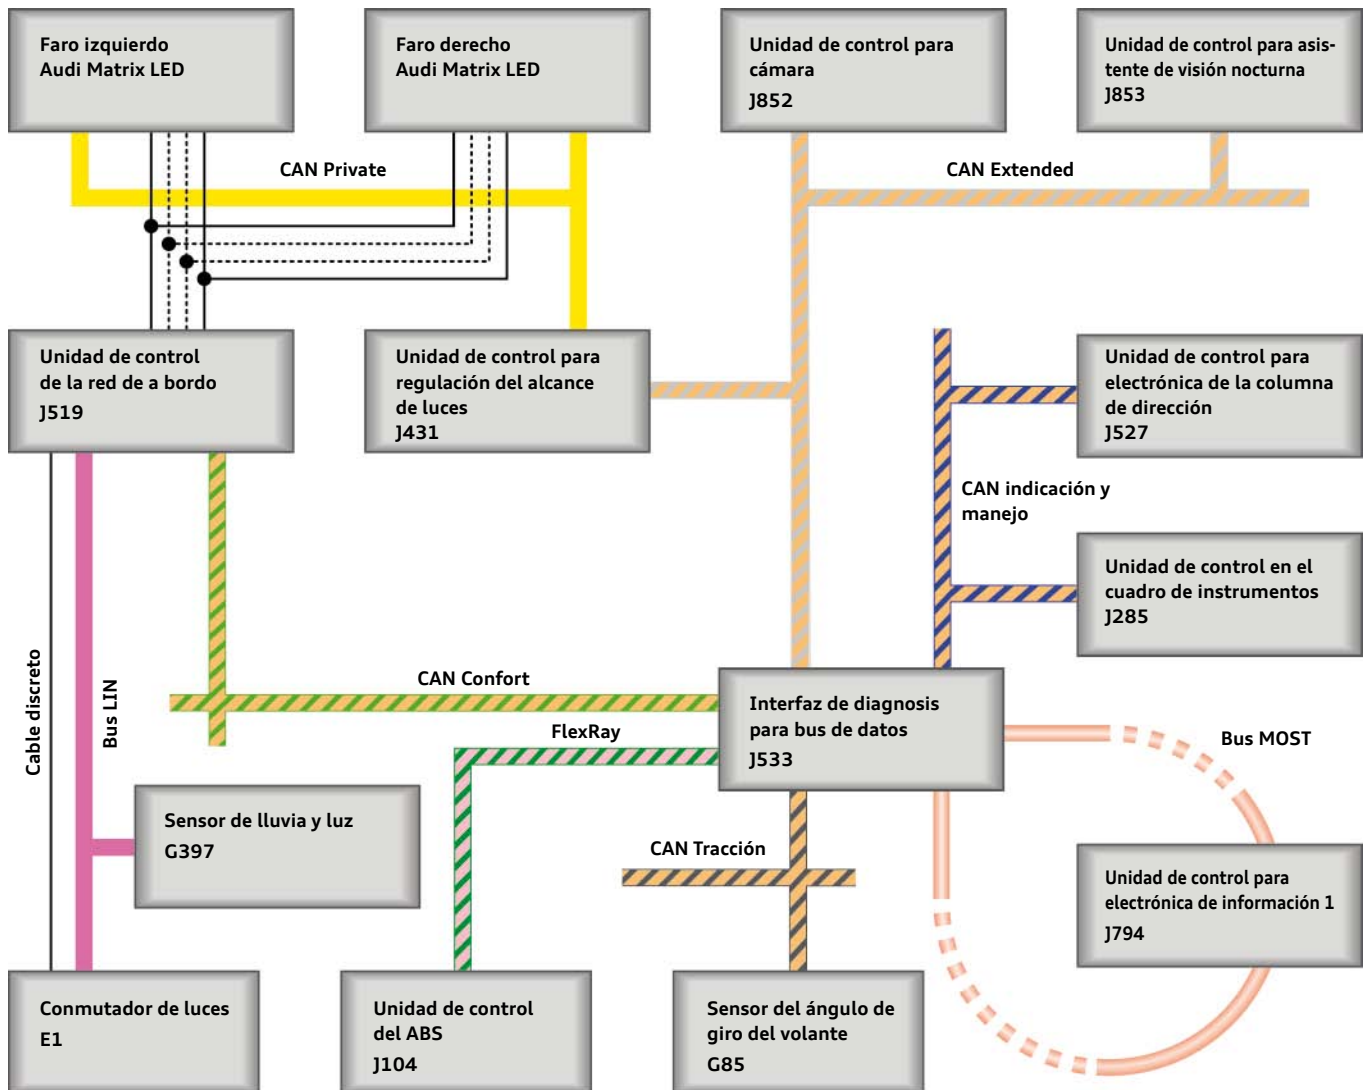 Faro izquierdo
Audi Matrix LED
Faro derecho
Audi Matrix LED
Unidad de control para
cámara
J852
Unidad de control para asis-
tente de visión nocturna
J853
CAN Private
CAN Extended
Unidad de control
de la red de a bordo
J519
Unidad de control para
regulación del alcance
de luces
J431
Unidad de control para
electrónica de la columna
de dirección
J527
CAN indicación y
manejo
Unidad de control en el
cuadro de instrumentos
J285
Cable discreto
Bus LIN
CAN Confort
FlexRay
Interfaz de diagnosis
para bus de datos
J533
Bus MOST
Sensor de lluvia y luz
G397
CAN Tracción
Unidad de control para
electrónica de información 1
J794
Conmutador de luces
E1
Unidad de control
del ABS
J104
Sensor del ángulo de
giro del volante
G85